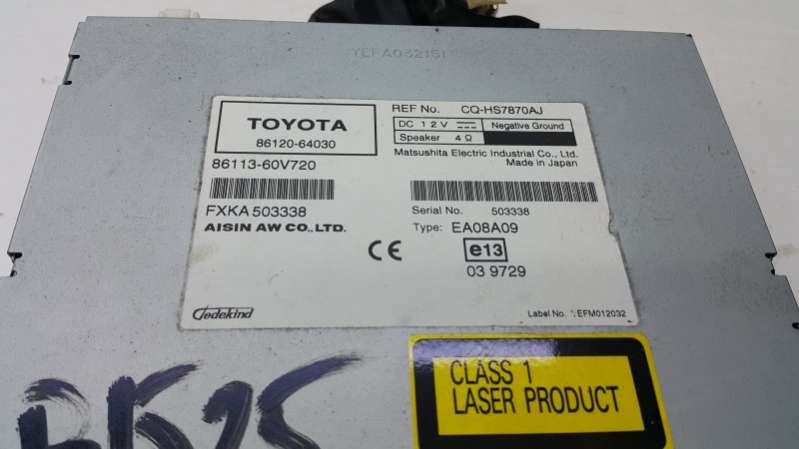 YEFA032151
TOYOTA
86120-64030
86113-60V720
REF No. CQ-HS7870AJ
DC 12V Negative Ground
Speaker 4Ω
Matsushita Electric Industrial Co., Ltd.
Made in Japan
FXKA 503338
AISIN AW CO.,LTD.
Serial No. 503338
Type: EA08A09
CE
e13
03 9729
Gedekind
Label No. YEFM012032
CLASS 1
LASER PRODUCT